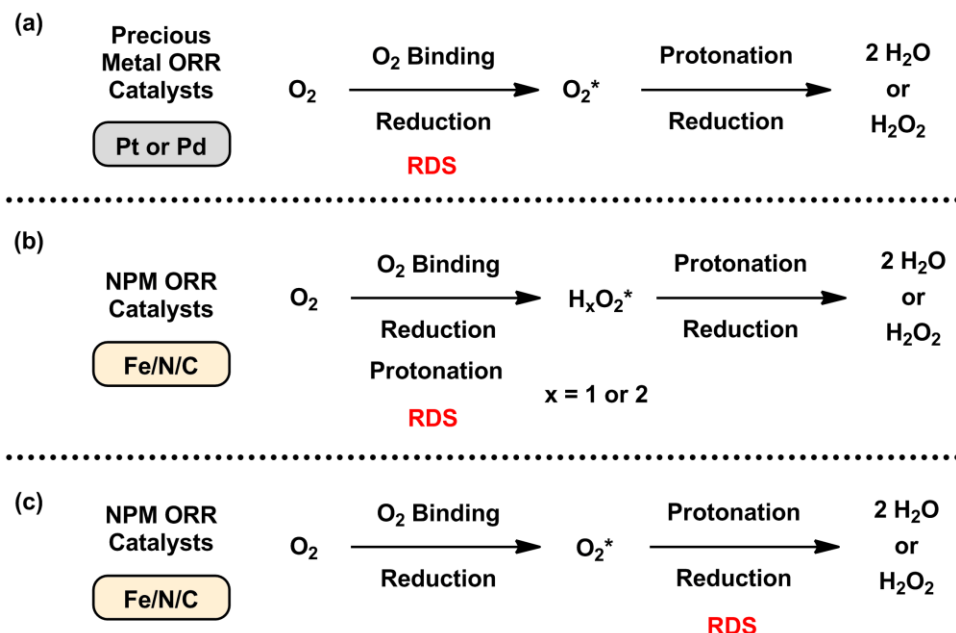 (a)
Precious
Metal ORR
Catalysts
Pt or Pd
O₂
O₂ Binding
Reduction
RDS
O₂*
Protonation
Reduction
2 H₂O
or
H₂O₂
(b)
NPM ORR
Catalysts
Fe/N/C
O₂
O₂ Binding
Reduction
Protonation
RDS
HₓO₂*
x = 1 or 2
Protonation
Reduction
2 H₂O
or
H₂O₂
(c)
NPM ORR
Catalysts
Fe/N/C
O₂
O₂ Binding
Reduction
O₂*
Protonation
Reduction
RDS
2 H₂O
or
H₂O₂